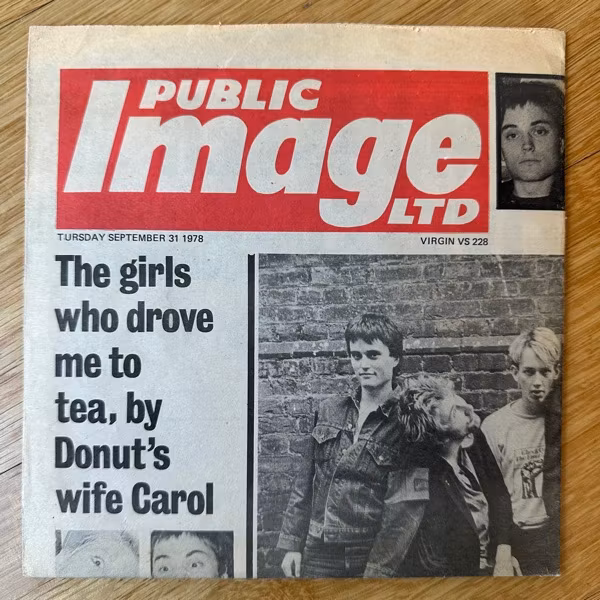 PUBLIC
Image
LTD
TURSDAY SEPTEMBER 31 1978
VIRGIN VS 228
The girls
who drove
me to
tea, by
Donut's
wife Carol